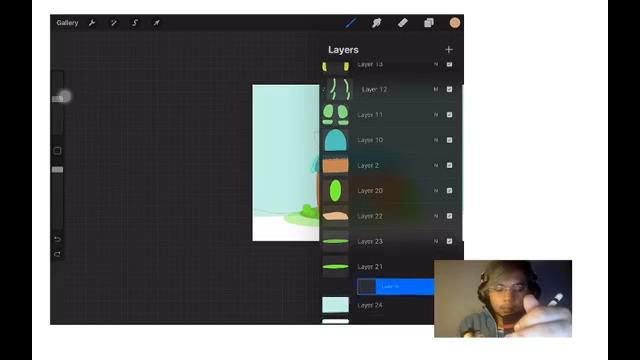 Gallery
Layers
Layer 13
Layer 12 M
Layer 11 N
Layer 10 N
Layer 2 N
Layer 20 N
Layer 22 N
Layer 23 N
Layer 21
Layer 24